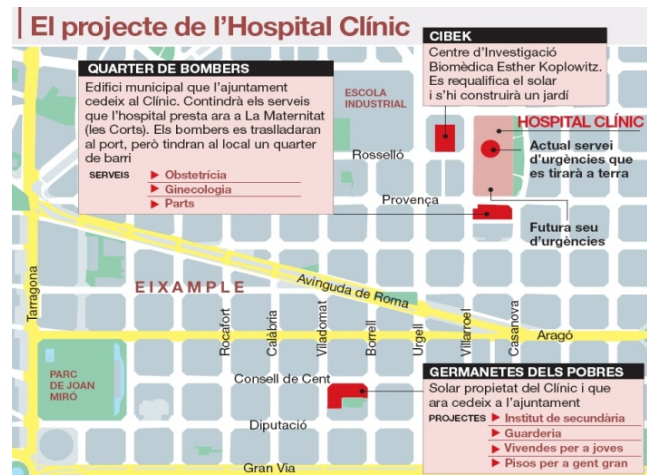 El projecte de l'Hospital Clínic
QUARTER DE BOMBERS
Edifici municipal que l'ajuntament
cedeix al Clínic. Contindrà els serveis
que l'hospital presta ara a La Maternitat
(les Corts). Els bombers es traslladaran
al port, però tindran al local un quarter
de barri
SERVEIS
▶ Obstetrícia
▶ Ginecologia
▶ Parts
CIBEK
Centre d'Investigació
Biomèdica Esther Koplowitz.
Es requalifica el solar
i s'hi construirà un jardí
ESCOLA
INDUSTRIAL
HOSPITAL CLÍNIC
Actual servei
d'urgències que
es tirarà a terra
Futura seu
d'urgències
Rosselló
Provença
EIXAMPLE
Avinguda de Roma
Tarragona
Rocafort
Calàbria
Viladomat
Borrell
Urgell
Villarroel
Casanova
Aragó
PARC
DE JOAN
MIRÓ
Consell de Cent
Diputació
Gran Via
GERMANETES DELS POBRES
Solar propietat del Clínic i que
ara cedeix a l'ajuntament
PROJECTES
▶ Institut de secundària
▶ Guarderia
▶ Vivendes per a joves
▶ Pisos per a gent gran